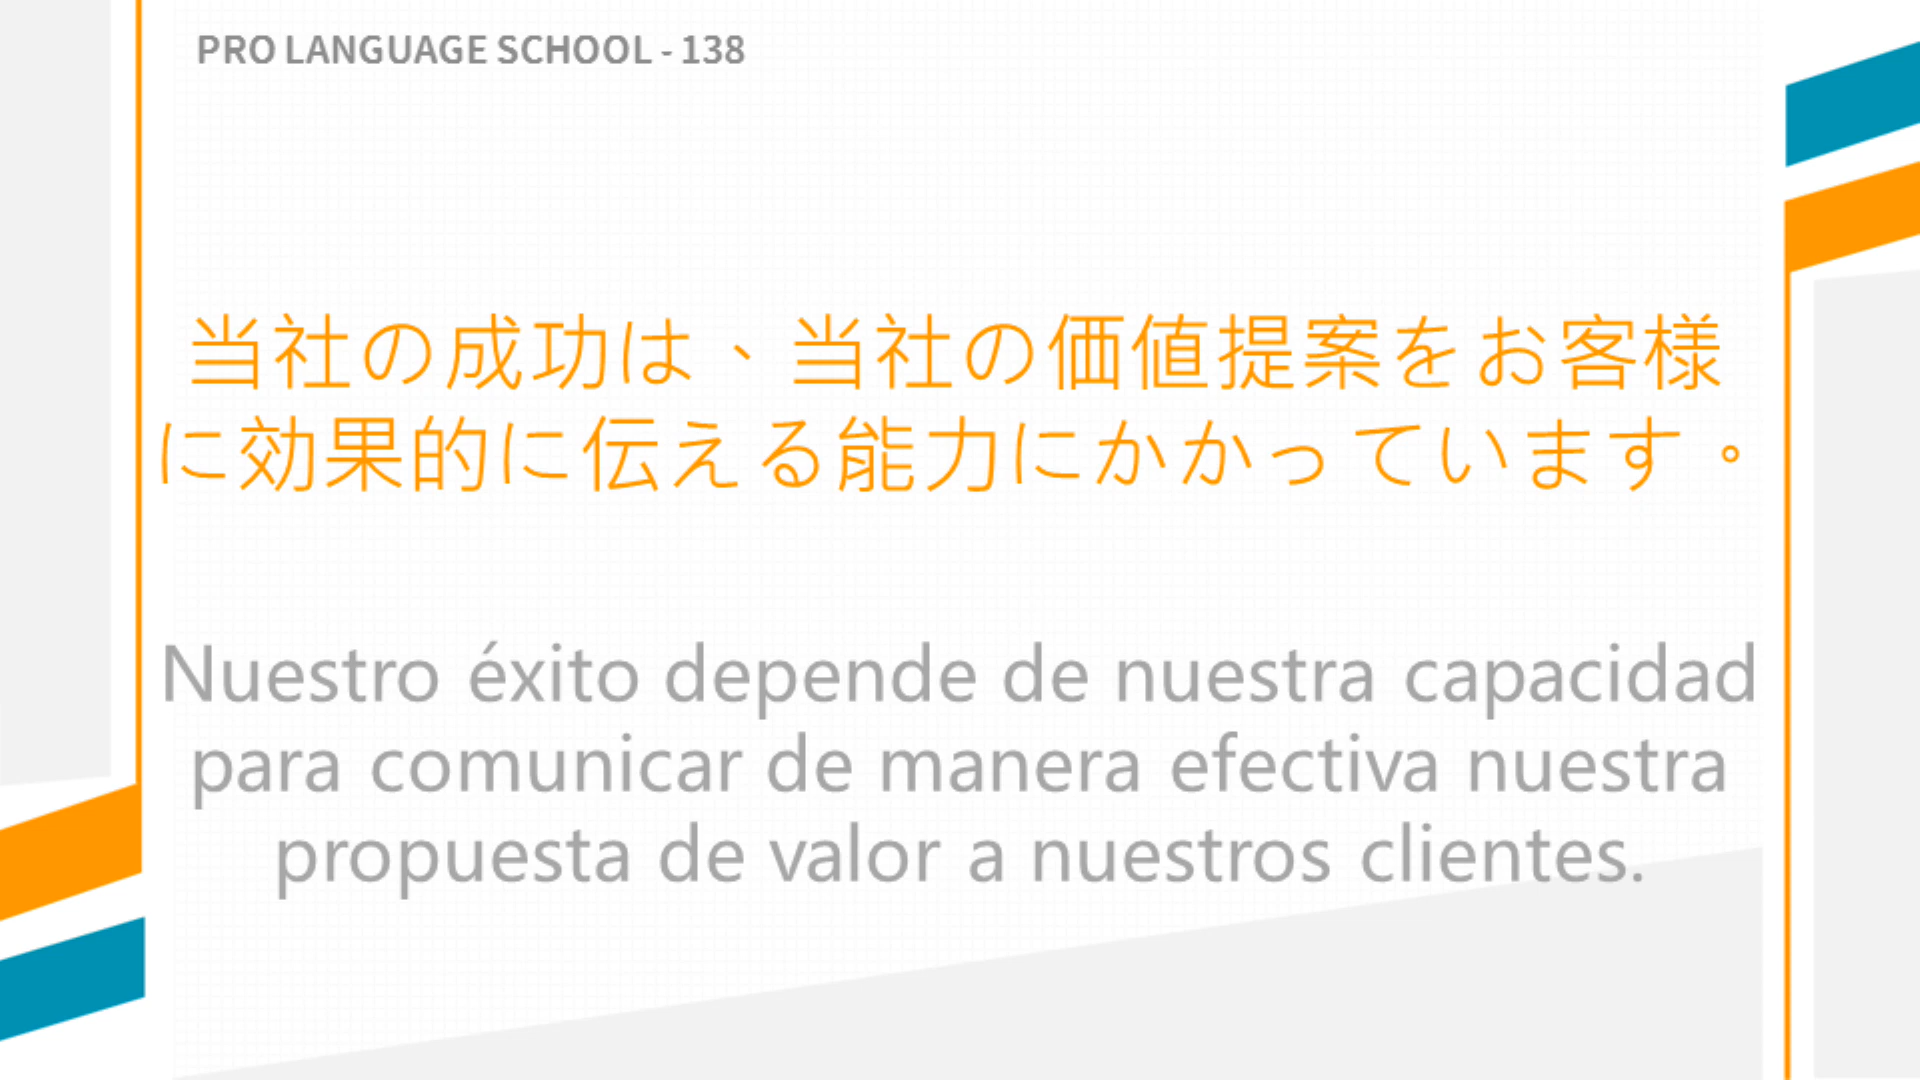 PRO LANGUAGE SCHOOL - 138
当社の成功は、当社の価値提案をお客様
に効果的に伝える能力にかかっています。
Nuestro éxito depende de nuestra capacidad
para comunicar de manera efectiva nuestra
propuesta de valor a nuestros clientes.